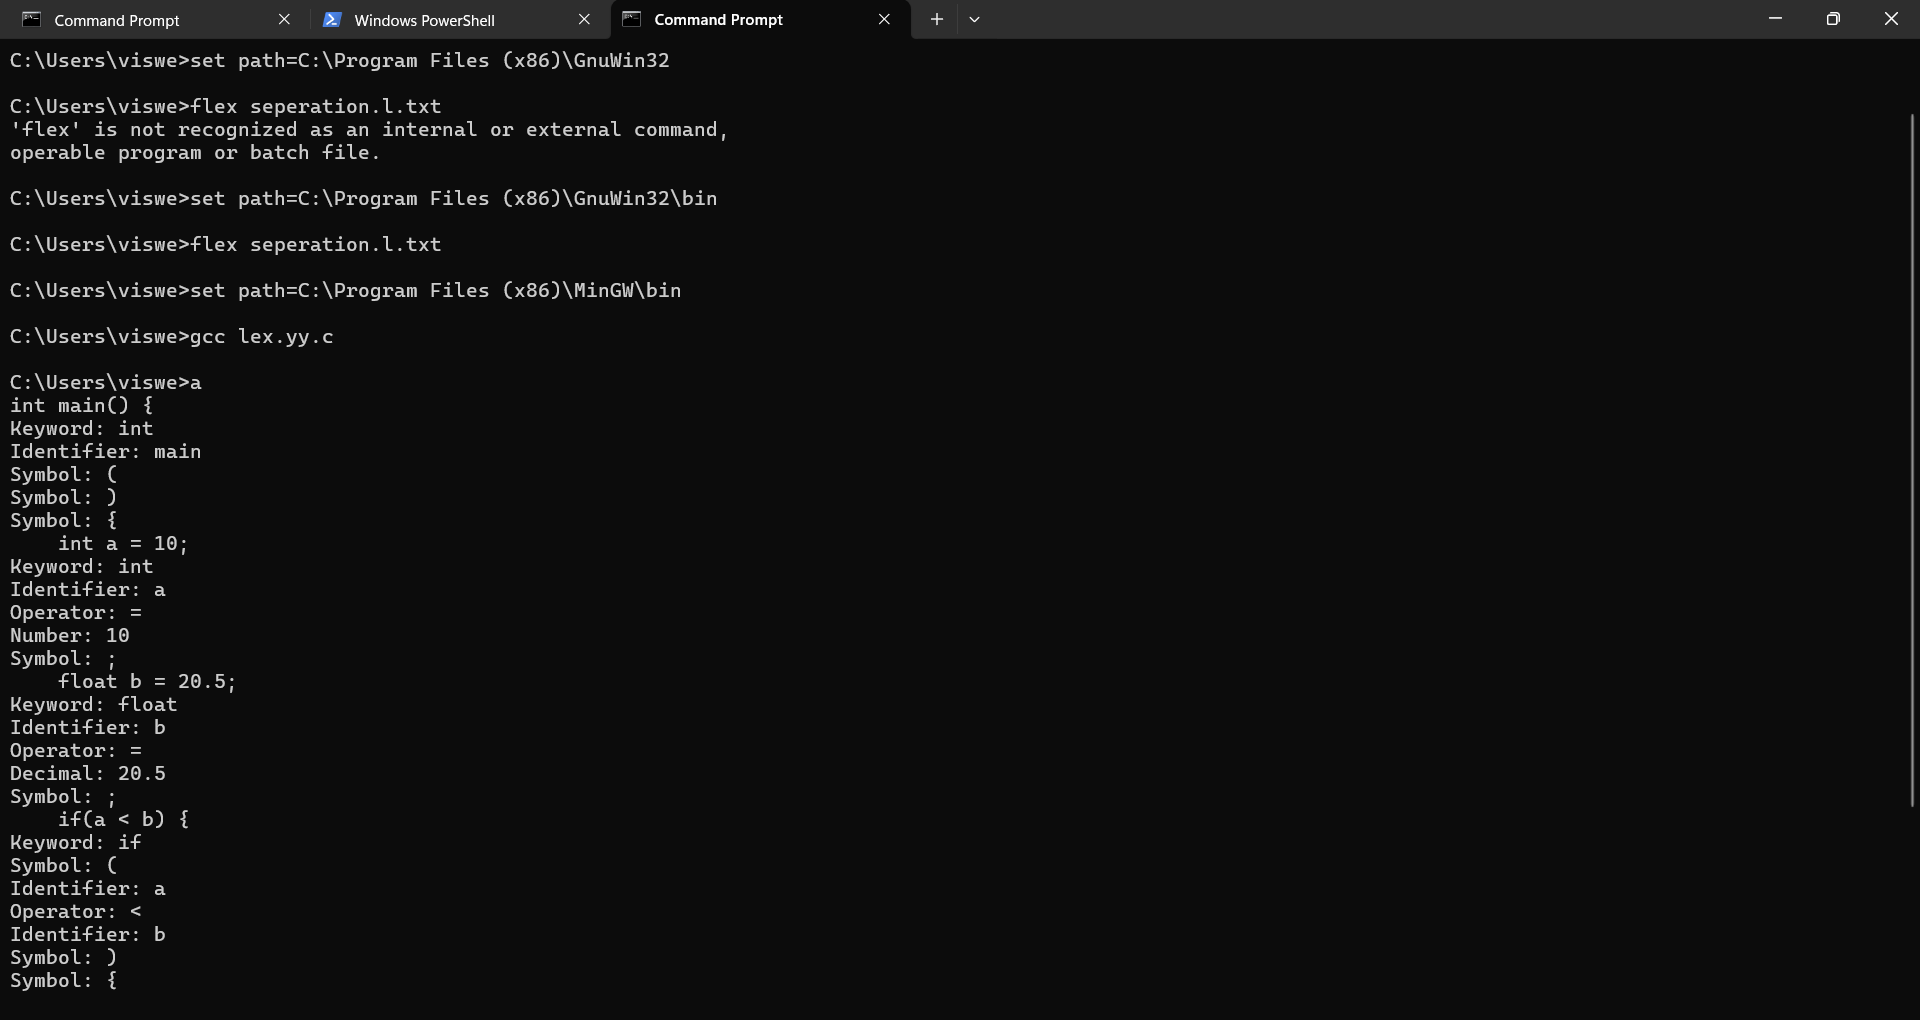 Command Prompt
Windows PowerShell
Command Prompt
C:\Users\viswe>set path=C:\Program Files (x86)\GnuWin32
C:\Users\viswe>flex seperation.l.txt
'flex' is not recognized as an internal or external command,
operable program or batch file.
C:\Users\viswe>set path=C:\Program Files (x86)\GnuWin32\bin
C:\Users\viswe>flex seperation.l.txt
C:\Users\viswe>set path=C:\Program Files (x86)\MinGW\bin
C:\Users\viswe>gcc lex.yy.c
C:\Users\viswe>a
int main() {
Keyword: int
Identifier: main
Symbol: (
Symbol: )
Symbol: {
    int a = 10;
Keyword: int
Identifier: a
Operator: =
Number: 10
Symbol: ;
    float b = 20.5;
Keyword: float
Identifier: b
Operator: =
Decimal: 20.5
Symbol: ;
    if(a < b) {
Keyword: if
Symbol: (
Identifier: a
Operator: <
Identifier: b
Symbol: )
Symbol: {